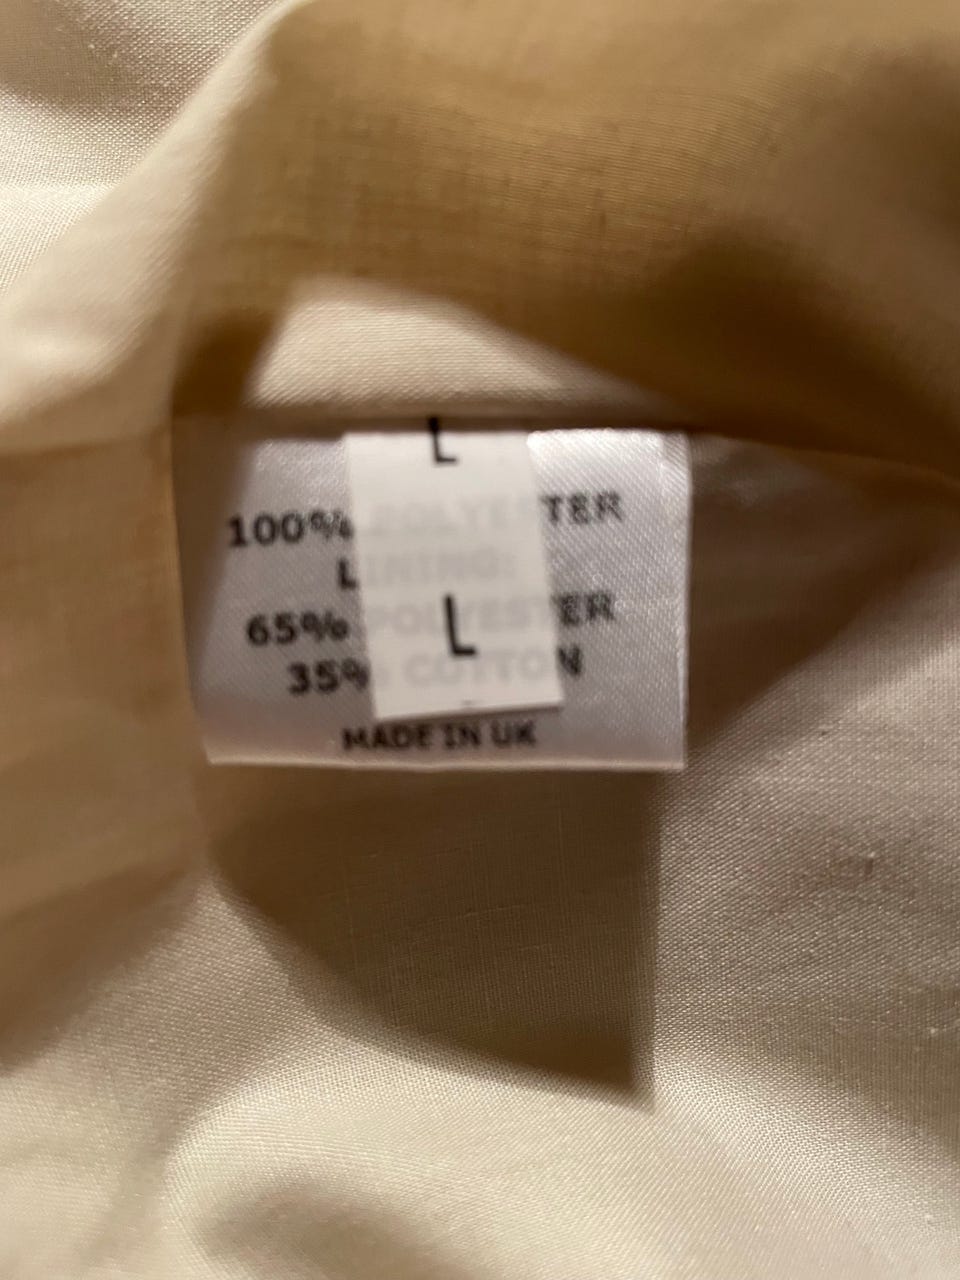 L
100% POLYESTER
LINING:
65% POLYESTER
L
35% COTTON
MADE IN UK